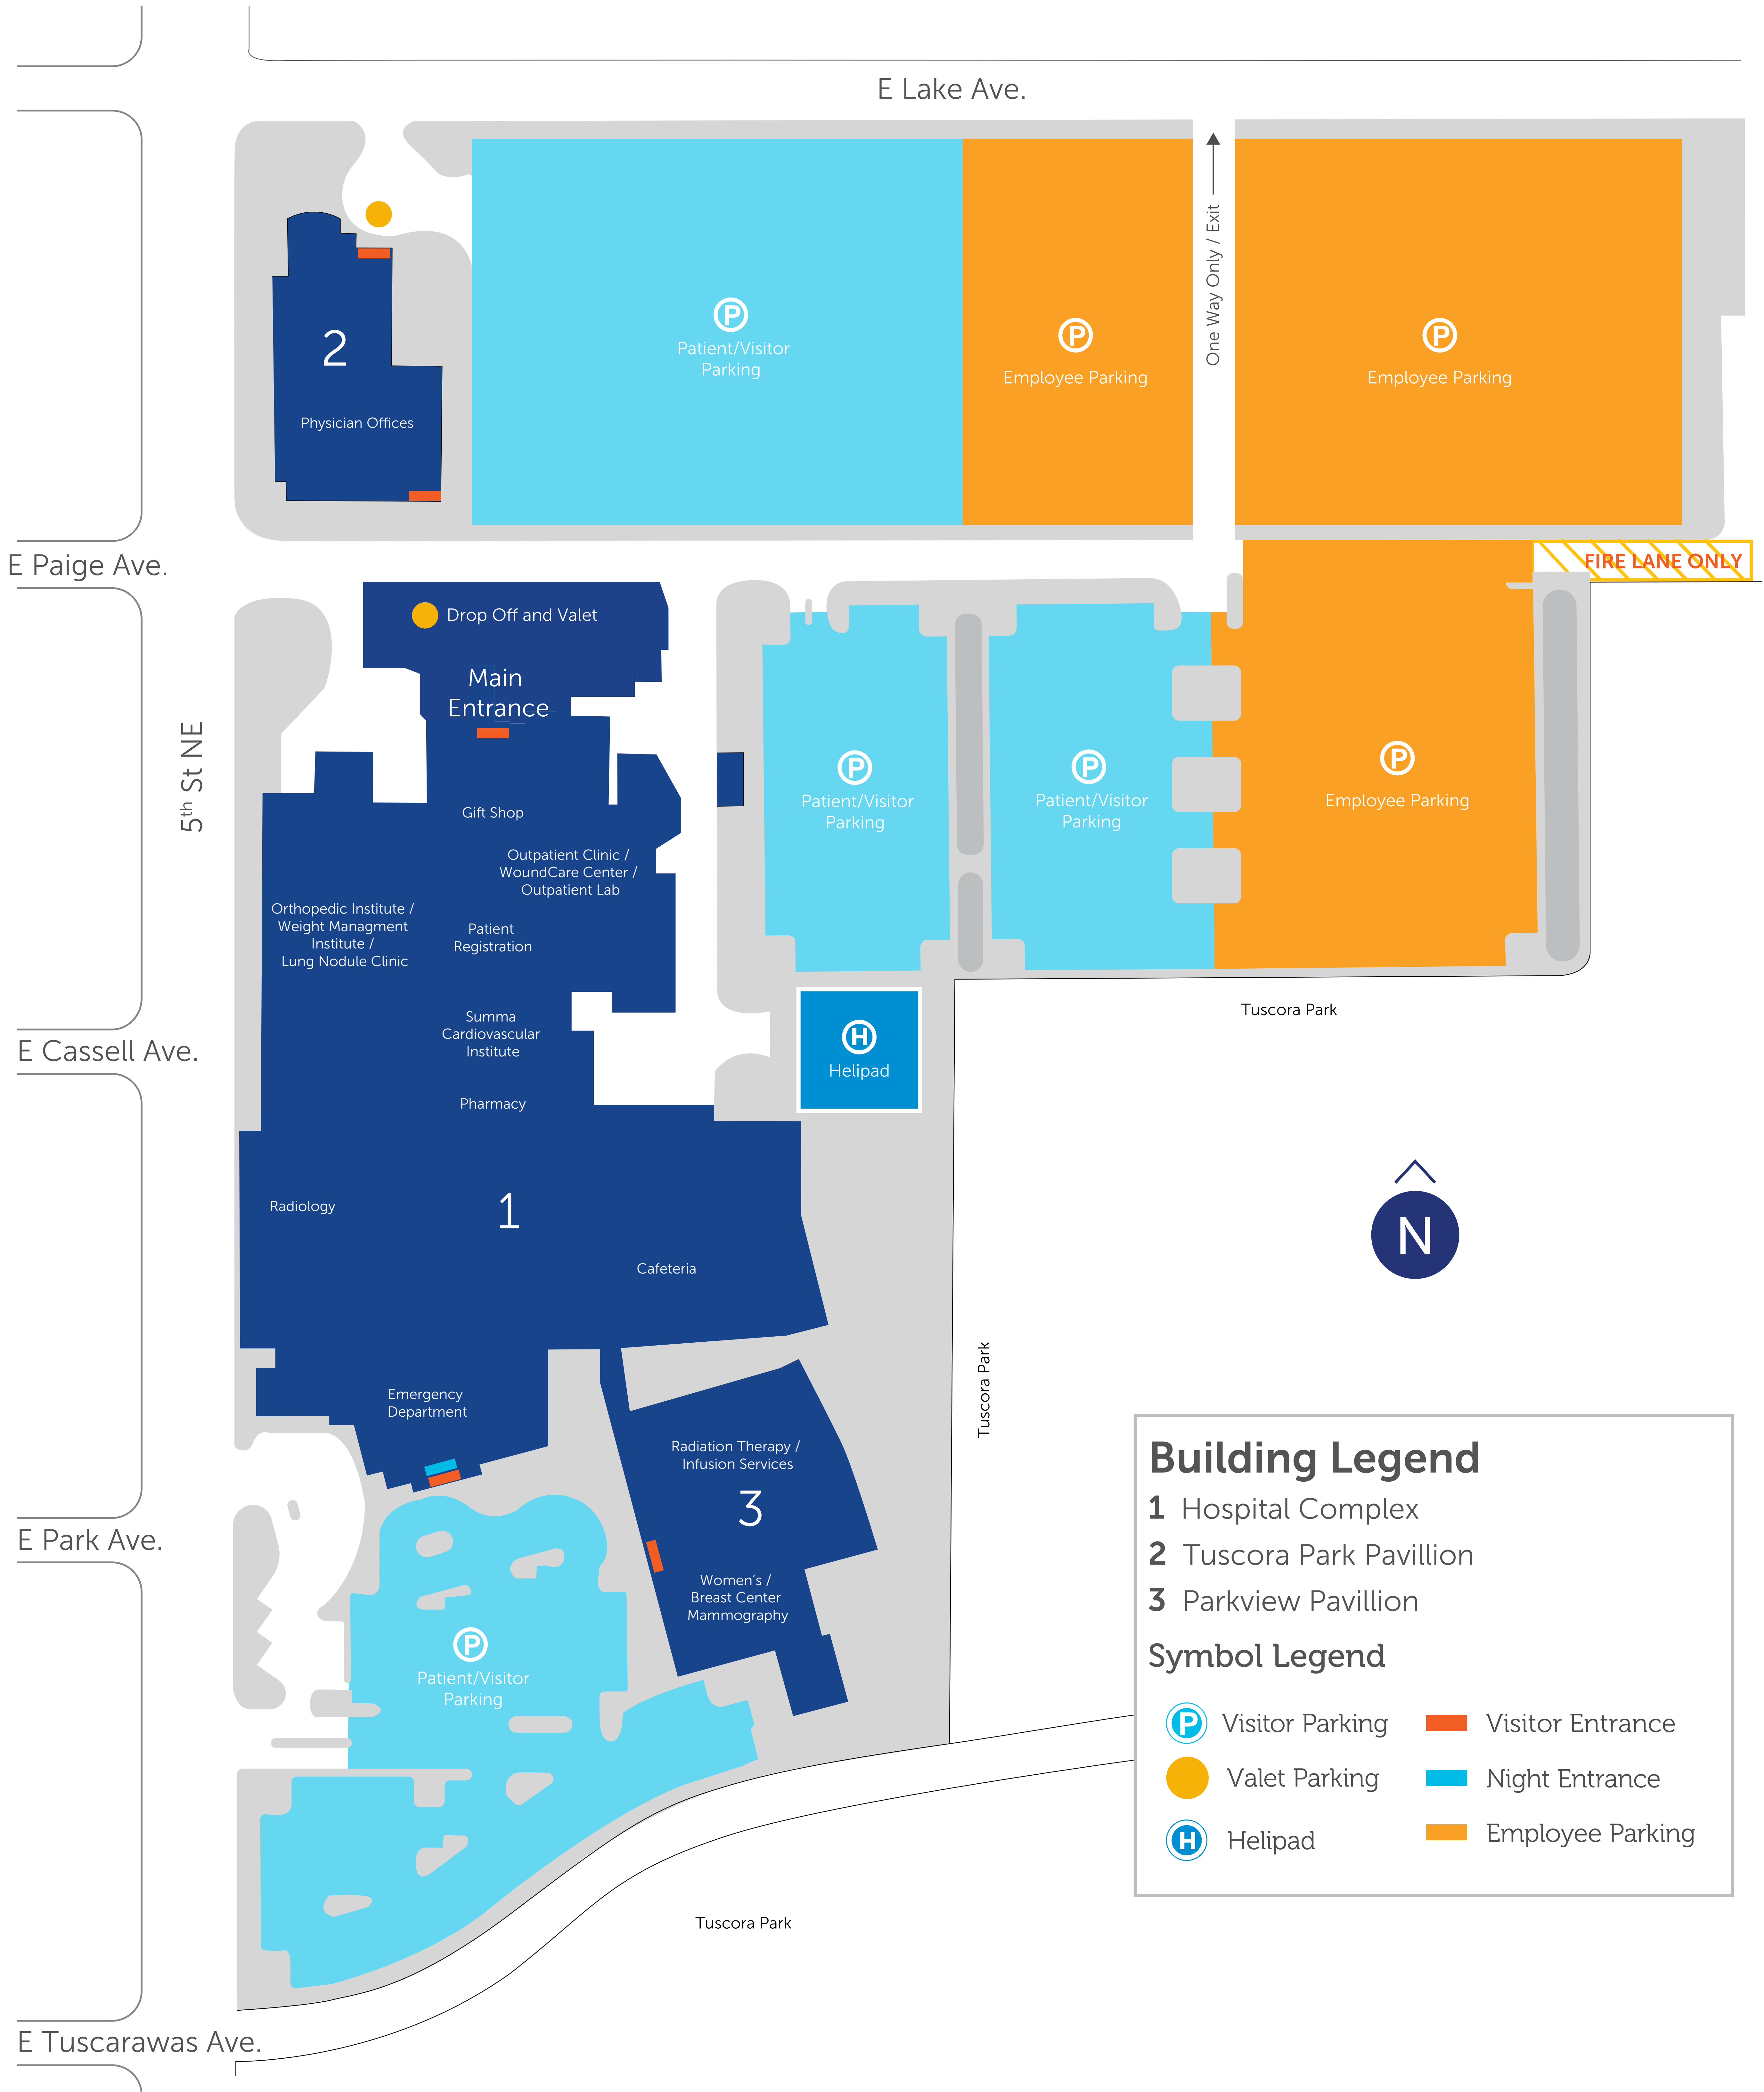 E Lake Ave.
One Way Only / Exit
P
Patient/Visitor
Parking
P
Employee Parking
P
Employee Parking
2
Physician Offices
E Paige Ave.
FIRE LANE ONLY
Drop Off and Valet
Main
Entrance
5th St NE
Gift Shop
Outpatient Clinic /
WoundCare Center /
Outpatient Lab
Orthopedic Institute /
Weight Managment
Institute /
Lung Nodule Clinic
Patient
Registration
P
Patient/Visitor
Parking
P
Patient/Visitor
Parking
P
Employee Parking
Summa
Cardiovascular
Institute
Pharmacy
H
Helipad
Tuscora Park
E Cassell Ave.
Radiology
1
Cafeteria
N
Tuscora Park
Emergency
Department
Radiation Therapy /
Infusion Services
3
Women's /
Breast Center
Mammography
E Park Ave.
P
Patient/Visitor
Parking
Building Legend
1 Hospital Complex
2 Tuscora Park Pavillion
3 Parkview Pavillion
Symbol Legend
P Visitor Parking
Visitor Entrance
Valet Parking
Night Entrance
H Helipad
Employee Parking
Tuscora Park
E Tuscarawas Ave.